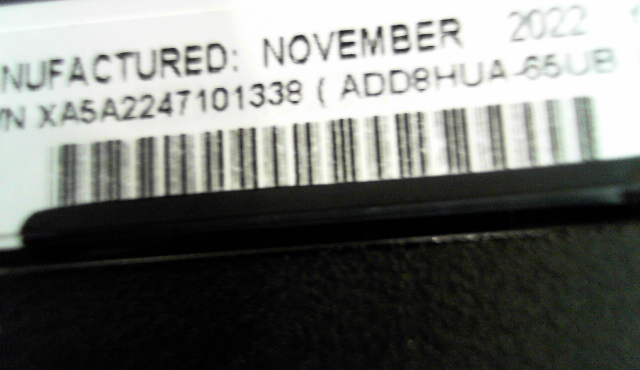 NUFACTURED: NOVEMBER 2022
/N XA5A2247101338 ( ADD8HUA-65UB